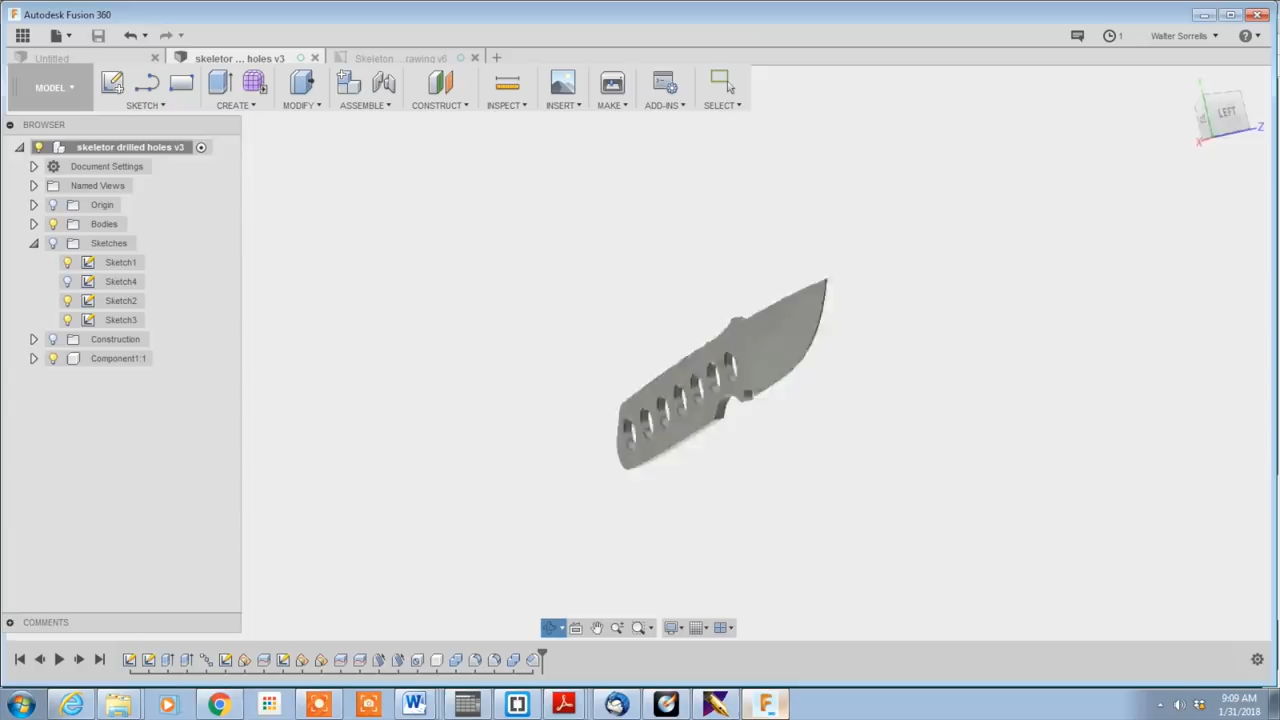 Autodesk Fusion 360
1
Walter Sorrells
Untitled
skeletor ... holes v3
Skeleton ...rawing v6
MODEL
SKETCH
CREATE
MODIFY
ASSEMBLE
CONSTRUCT
INSPECT
INSERT
MAKE
ADD-INS
SELECT
BROWSER
LEFT
Z
X
skeletor drilled holes v3
Document Settings
Named Views
Origin
Bodies
Sketches
Sketch1
Sketch4
Sketch2
Sketch3
Construction
Component1:1
COMMENTS
9:09 AM
1/31/2018